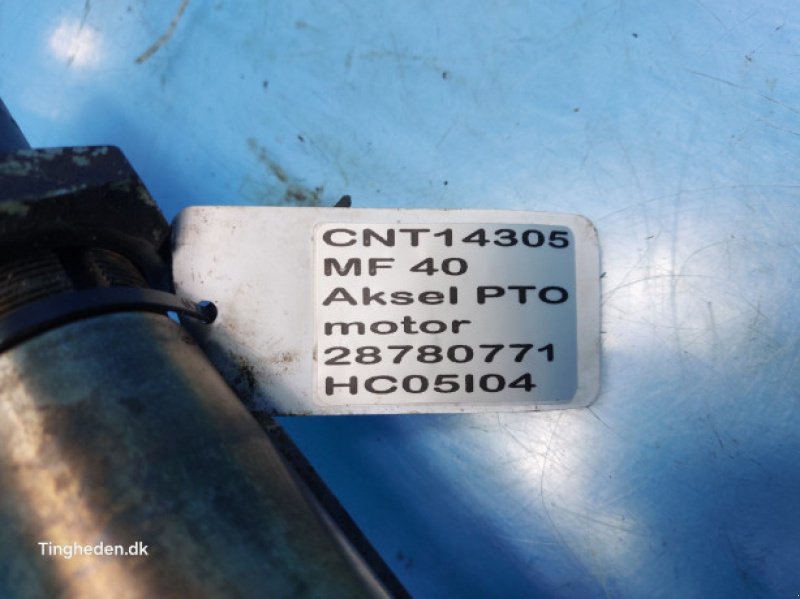 CNT14305
MF 40
Aksel PTO
motor
28780771
HC05I04
Tingheden.dk